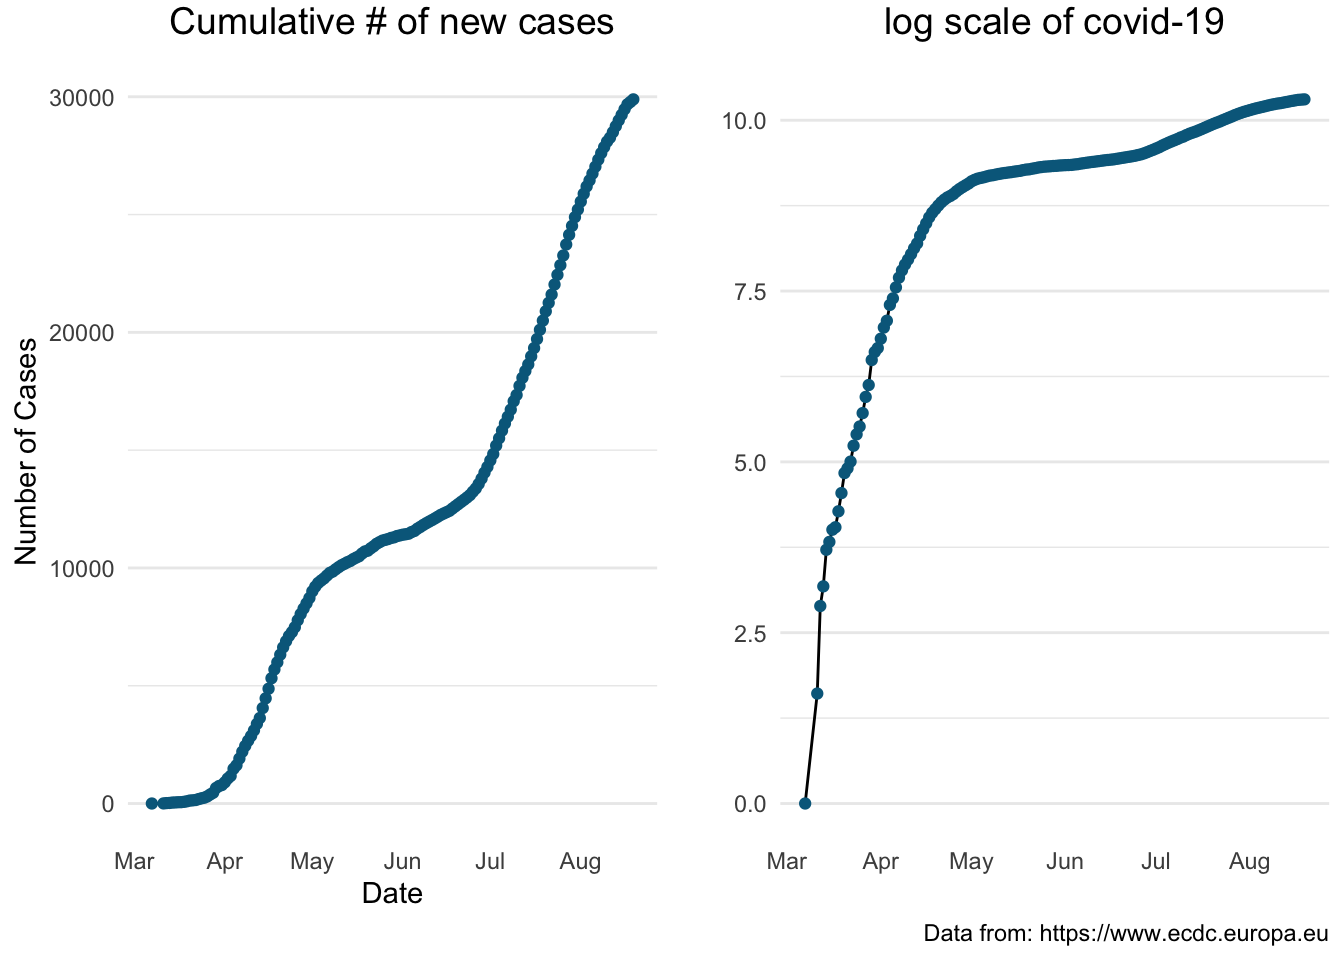 Cumulative # of new cases
30000
20000
10000
0
Number of Cases
Mar Apr May Jun Jul Aug
Date
log scale of covid-19
10.0
7.5
5.0
2.5
0.0
Mar Apr May Jun Jul Aug
Data from: https://www.ecdc.europa.eu